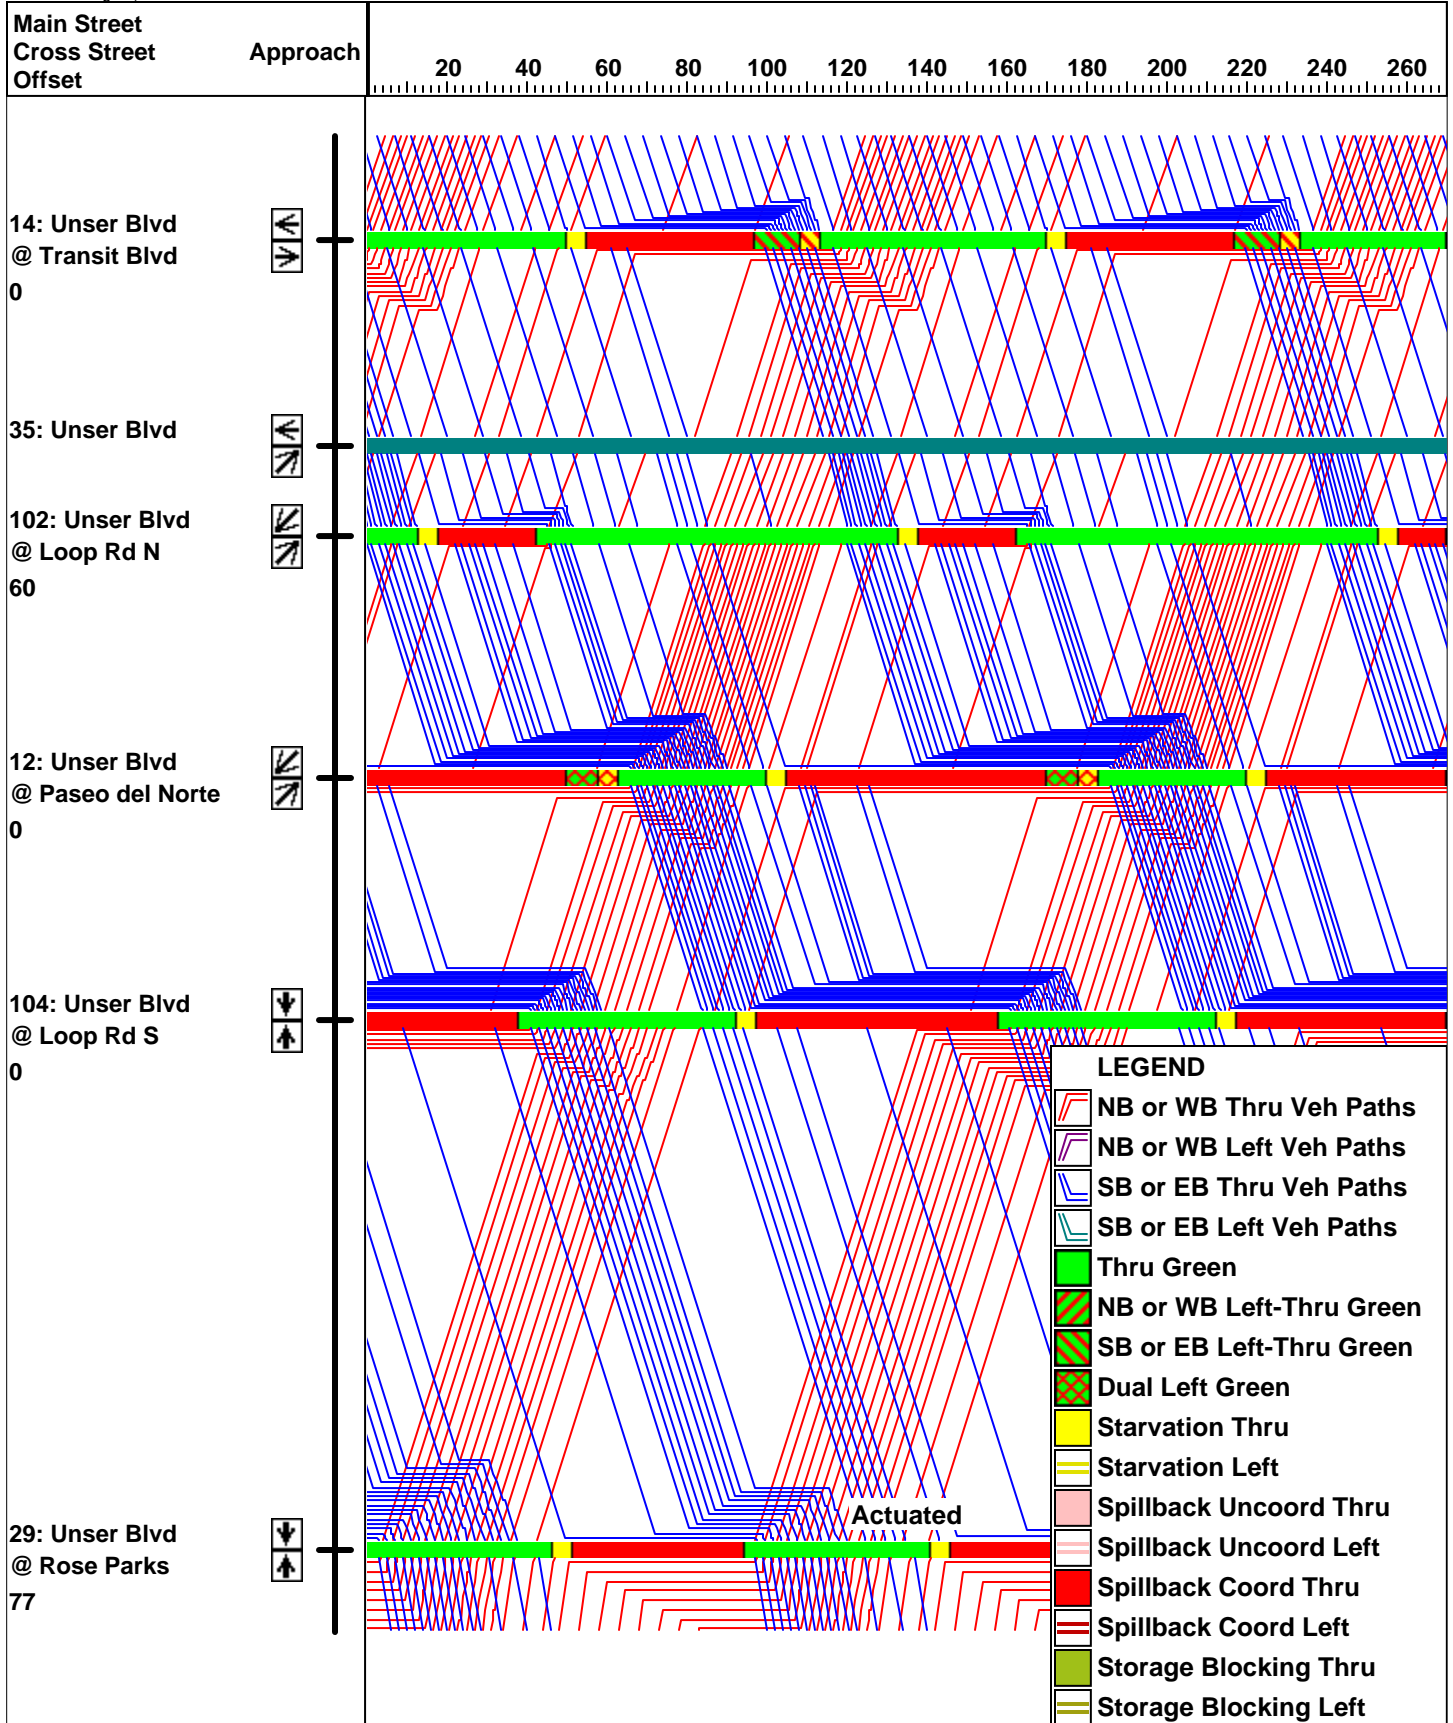 Main Street
Cross Street Approach
Offset
20 40 60 80 100 120 140 160 180 200 220 240 260
14: Unser Blvd
@ Transit Blvd
0
35: Unser Blvd
102: Unser Blvd
@ Loop Rd N
60
12: Unser Blvd
@ Paseo del Norte
0
104: Unser Blvd
@ Loop Rd S
0
Actuated
29: Unser Blvd
@ Rose Parks
77
LEGEND
NB or WB Thru Veh Paths
NB or WB Left Veh Paths
SB or EB Thru Veh Paths
SB or EB Left Veh Paths
Thru Green
NB or WB Left-Thru Green
SB or EB Left-Thru Green
Dual Left Green
Starvation Thru
Starvation Left
Spillback Uncoord Thru
Spillback Uncoord Left
Spillback Coord Thru
Spillback Coord Left
Storage Blocking Thru
Storage Blocking Left